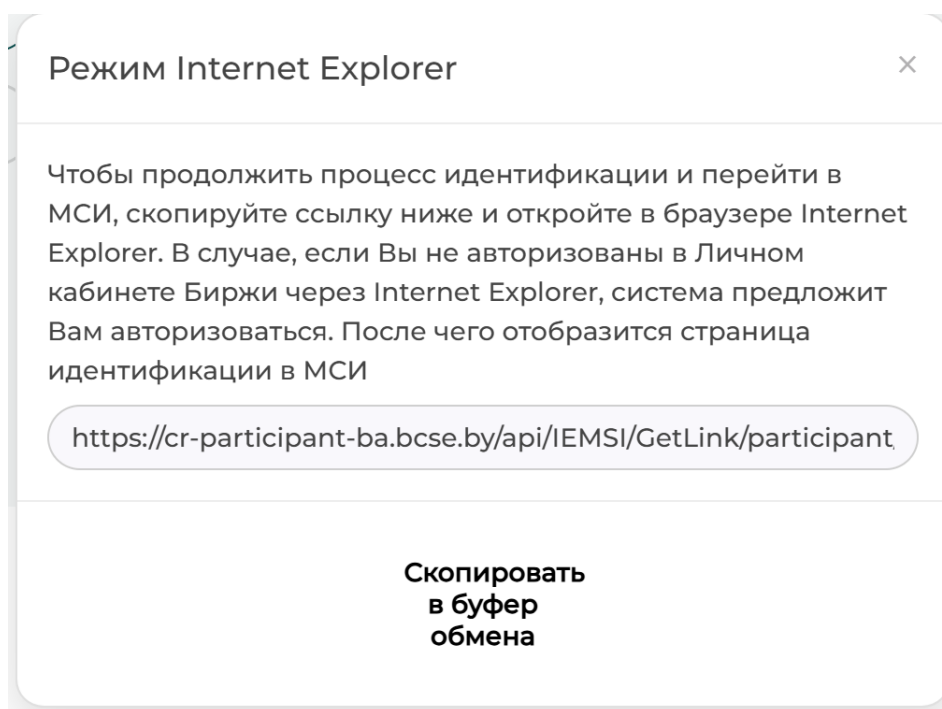 Режим Internet Explorer
×
Чтобы продолжить процесс идентификации и перейти в
МСИ, скопируйте ссылку ниже и откройте в браузере Internet
Explorer. В случае, если Вы не авторизованы в Личном
кабинете Биржи через Internet Explorer, система предложит
Вам авторизоваться. После чего отобразится страница
идентификации в МСИ
https://cr-participant-ba.bcse.by/api/IEMSI/GetLink/participant
Скопировать
в буфер
обмена